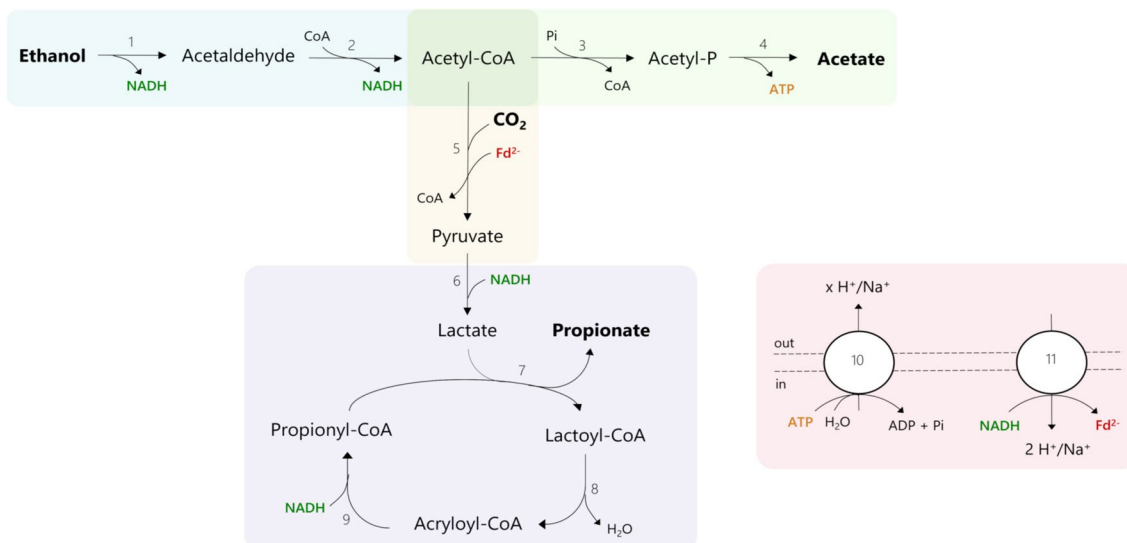 Ethanol
1
NADH
Acetaldehyde
CoA
2
NADH
Acetyl-CoA
Pi
3
CoA
Acetyl-P
4
ATP
Acetate
CO₂
5
Fd²⁻
CoA
Pyruvate
6
NADH
Lactate
Propionate
7
Propionyl-CoA
Lactoyl-CoA
8
H₂O
Acryloyl-CoA
9
NADH
x H⁺/Na⁺
out
in
10
11
ATP
H₂O
ADP + Pi
NADH
Fd²⁻
2 H⁺/Na⁺